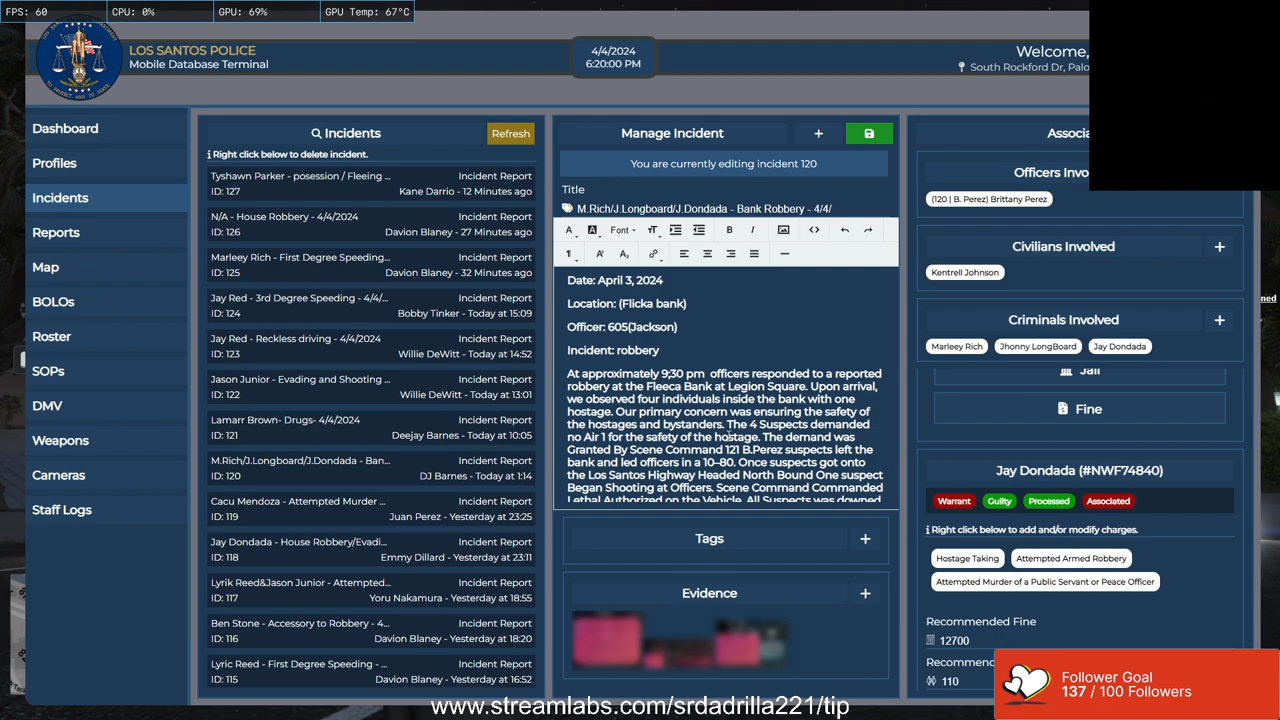 FPS: 60
CPU: 0%
GPU: 69%
GPU Temp: 67°C
LOS SANTOS POLICE
Mobile Database Terminal
4/4/2024
6:20:00 PM
Welcome,
South Rockford Dr, Palo
Dashboard
Profiles
Incidents
Reports
Map
BOLOs
Roster
SOPs
DMV
Weapons
Cameras
Staff Logs
Incidents
Refresh
Right click below to delete incident.
Tyshawn Parker - posession / Fleeing ... Incident Report
ID: 127 Kane Darrio - 12 Minutes ago
N/A - House Robbery - 4/4/2024 Incident Report
ID: 126 Davion Blaney - 27 Minutes ago
Marleey Rich - First Degree Speeding... Incident Report
ID: 125 Davion Blaney - 32 Minutes ago
Jay Red - 3rd Degree Speeding - 4/4/... Incident Report
ID: 124 Bobby Tinker - Today at 15:09
Jay Red - Reckless driving - 4/4/2024 Incident Report
ID: 123 Willie DeWitt - Today at 14:52
Jason Junior - Evading and Shooting ... Incident Report
ID: 122 Willie DeWitt - Today at 13:01
Lamarr Brown- Drugs- 4/4/2024 Incident Report
ID: 121 Deejay Barnes - Today at 10:05
M.Rich/J.Longboard/J.Dondada - Ban... Incident Report
ID: 120 DJ Barnes - Today at 1:14
Cacu Mendoza - Attempted Murder ... Incident Report
ID: 119 Juan Perez - Yesterday at 23:25
Jay Dondada - House Robbery/Evadi... Incident Report
ID: 118 Emmy Dillard - Yesterday at 23:11
Lyrik Reed&Jason Junior - Attempted... Incident Report
ID: 117 Yoru Nakamura - Yesterday at 18:55
Ben Stone - Accessory to Robbery - 4... Incident Report
ID: 116 Davion Blaney - Yesterday at 18:20
Lyric Reed - First Degree Speeding - ... Incident Report
ID: 115 Davion Blaney - Yesterday at 16:52
Manage Incident
You are currently editing incident 120
Title
M.Rich/J.Longboard/J.Dondada - Bank Robbery - 4/4/
Font
Date: April 3, 2024
Location: (Flicka bank)
Officer: 605(Jackson)
Incident: robbery
At approximately 9;30 pm officers responded to a reported
robbery at the Fleeca Bank at Legion Square. Upon arrival,
we observed four individuals inside the bank with one
hostage. Our primary concern was ensuring the safety of
the hostages and bystanders. The 4 Suspects demanded
no Air 1 for the safety of the hostage. The demand was
Granted By Scene Command 121 B.Perez suspects left the
bank and led officers in a 10–80. Once suspects got onto
the Los Santos Highway Headed North Bound One suspect
Began Shooting at Officers. Scene Command Commanded
Lethal Authorized on the Vehicle. All Suspects was downed
Tags
Evidence
Associa
Officers Invo
(120 | B. Perez) Brittany Perez
Civilians Involved
Kentrell Johnson
Criminals Involved
Marleey Rich
Jhonny LongBoard
Jay Dondada
Jail
Fine
Jay Dondada (#NWF74840)
Warrant
Guilty
Processed
Associated
Right click below to add and/or modify charges.
Hostage Taking
Attempted Armed Robbery
Attempted Murder of a Public Servant or Peace Officer
Recommended Fine
12700
Recommen
110
ned
Follower Goal
137 / 100 Followers
www.streamlabs.com/srdadrilla221/tip